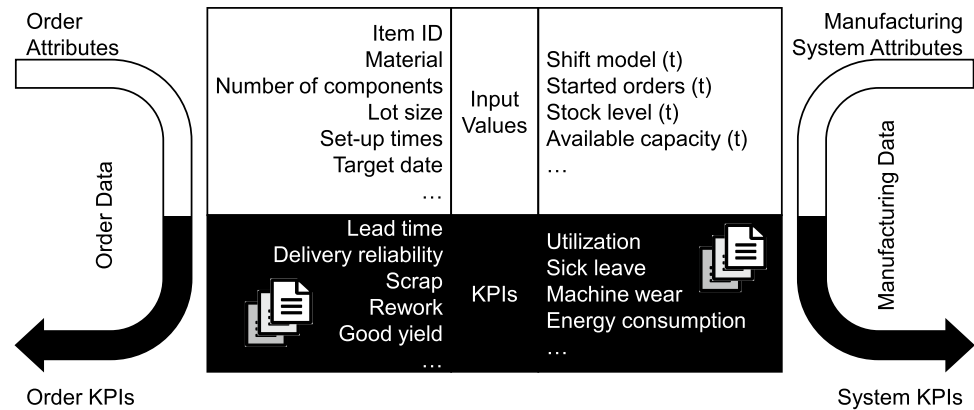 Order
Attributes
Order Data
Order KPIs
Item ID
Material
Number of components
Lot size
Set-up times
Target date
…
Input
Values
Shift model (t)
Started orders (t)
Stock level (t)
Available capacity (t)
…
Lead time
Delivery reliability
Scrap
Rework
Good yield
…
KPIs
Utilization
Sick leave
Machine wear
Energy consumption
…
Manufacturing
System Attributes
Manufacturing Data
System KPIs